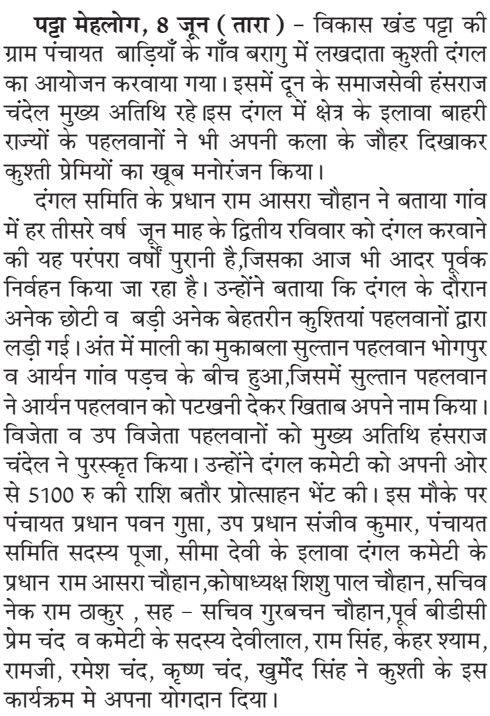 पट्टा मेहलोग, 8 जून ( तारा ) – विकास खंड पट्टा की
ग्राम पंचायत बाड़ियाँ के गाँव बरागु में लखदाता कुश्ती दंगल
का आयोजन करवाया गया। इसमें दून के समाजसेवी हंसराज
चंदेल मुख्य अतिथि रहे।इस दंगल में क्षेत्र के इलावा बाहरी
राज्यों के पहलवानों ने भी अपनी कला के जौहर दिखाकर
कुश्ती प्रेमियों का खूब मनोरंजन किया।
दंगल समिति के प्रधान राम आसरा चौहान ने बताया गांव
में हर तीसरे वर्ष जून माह के द्वितीय रविवार को दंगल करवाने
की यह परंपरा वर्षों पुरानी है,जिसका आज भी आदर पूर्वक
निर्वहन किया जा रहा है। उन्होंने बताया कि दंगल के दौरान
अनेक छोटी व बड़ी अनेक बेहतरीन कुश्तियां पहलवानों द्वारा
लड़ी गई। अंत में माली का मुकाबला सुल्तान पहलवान भोगपुर
व आर्यन गांव पड़च के बीच हुआ,जिसमें सुल्तान पहलवान
ने आर्यन पहलवान को पटखनी देकर खिताब अपने नाम किया।
विजेता व उप विजेता पहलवानों को मुख्य अतिथि हंसराज
चंदेल ने पुरस्कृत किया। उन्होंने दंगल कमेटी को अपनी ओर
से 5100 रु की राशि बतौर प्रोत्साहन भेंट की। इस मौके पर
पंचायत प्रधान पवन गुप्ता, उप प्रधान संजीव कुमार, पंचायत
समिति सदस्य पूजा, सीमा देवी के इलावा दंगल कमेटी के
प्रधान राम आसरा चौहान,कोषाध्यक्ष शिशु पाल चौहान, सचिव
नेक राम ठाकुर , सह – सचिव गुरबचन चौहान,पूर्व बीडीसी
प्रेम चंद व कमेटी के सदस्य देवीलाल, राम सिंह, केहर श्याम,
रामजी, रमेश चंद, कृष्ण चंद, खुर्मेंद सिंह ने कुश्ती के इस
कार्यक्रम मे अपना योगदान दिया।